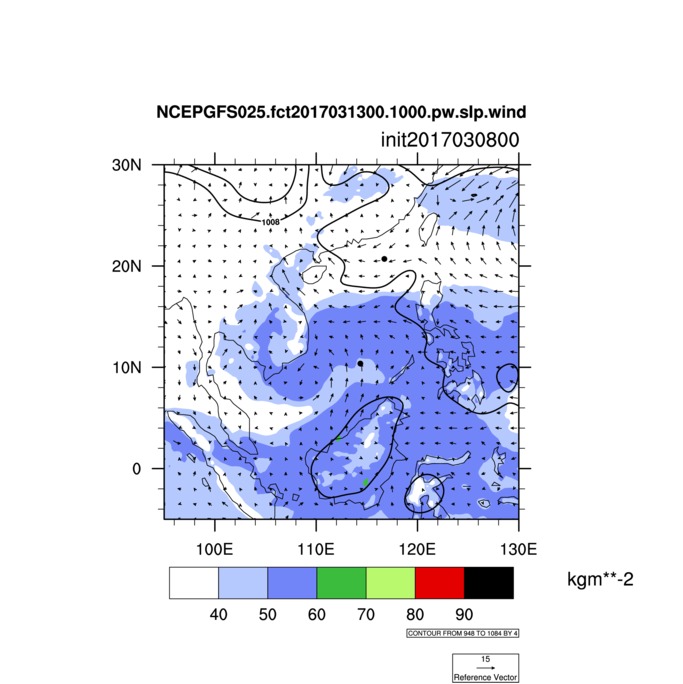 NCEPGFS025.fct2017031300.1000.pw.slp.wind
init2017030800
30N
1008
20N
10N
0
100E 110E 120E 130E
kgm**-2
40 50 60 70 80 90
CONTOUR FROM 948 TO 1084 BY 4
15
Reference Vector